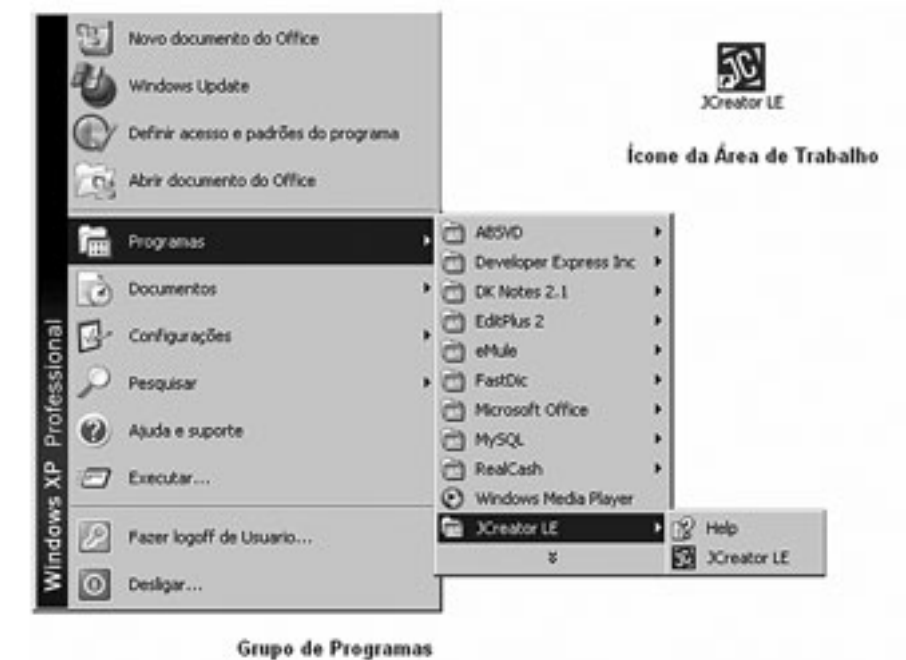 Novo documento do Office
Windows Update
Definir acesso e padrões do programa
Abrir documento do Office
Programas
Documentos
Configurações
Pesquisar
Ajuda e suporte
Executar...
Fazer logoff de Usuario...
Desligar...
Windows XP Professional
ABSVD
Developer Express Inc
DK Notes 2.1
EditPlus 2
eMule
FastDic
Microsoft Office
MySQL
RealCash
Windows Media Player
JCreator LE
Help
JCreator LE
JC
JCreator LE
Ícone da Área de Trabalho
Grupo de Programas